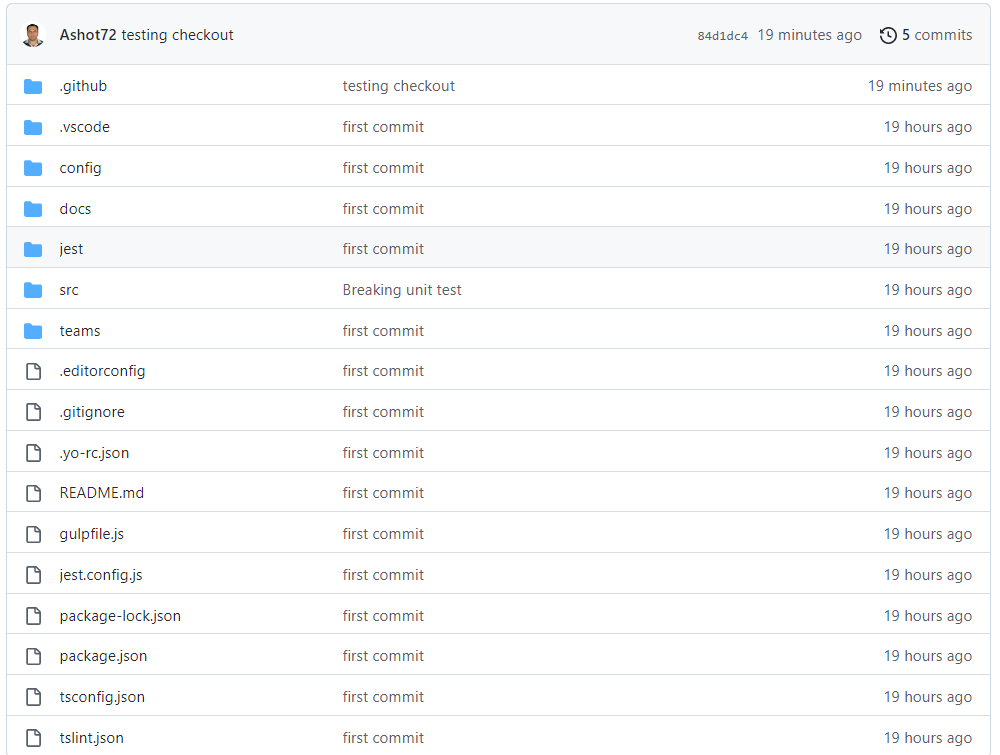 Ashot72 testing checkout 84d1dc4 19 minutes ago 5 commits
.github testing checkout 19 minutes ago
.vscode first commit 19 hours ago
config first commit 19 hours ago
docs first commit 19 hours ago
jest first commit 19 hours ago
src Breaking unit test 19 hours ago
teams first commit 19 hours ago
.editorconfig first commit 19 hours ago
.gitignore first commit 19 hours ago
.yo-rc.json first commit 19 hours ago
README.md first commit 19 hours ago
gulpfile.js first commit 19 hours ago
jest.config.js first commit 19 hours ago
package-lock.json first commit 19 hours ago
package.json first commit 19 hours ago
tsconfig.json first commit 19 hours ago
tslint.json first commit 19 hours ago